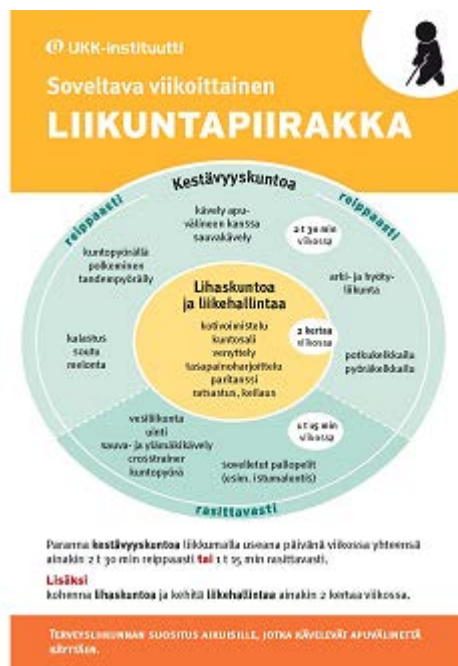 UKK-instituutti
Soveltava viikoittainen
LIIKUNTAPIIRAKKA
Kestävyyskuntoa
reippaasti
reippaasti
kävely apu-
välineen kanssa
sauvakävely
2 t 30 min
viikossa
kuntopyörällä
polkeminen
tandempyöräily
arki- ja hyöty-
liikunta
Lihaskuntoa
ja liikehallintaa
kotivoimistelu
kuntosali
venyttely
tasapainoharjoittelu
paritanssi
ratsastus, keilaus
2 kertaa
viikossa
kalastus
soutu
melonta
potkukelkkailu
pyöräkelkkailu
vesiliikunta
uinti
sauva- ja ylämäkikävely
crosstrainer
kuntopyörä
1 t 15 min
viikossa
sovelletut pallopelit
(esim. istumalentis)
rasittavasti
Paranna kestävyyskuntoa liikkumalla useana päivänä viikossa yhteensä
ainakin 2 t 30 min reippaasti tai 1 t 15 min rasittavasti.
Lisäksi
kohenna lihaskuntoa ja kehitä liikehallintaa ainakin 2 kertaa viikossa.
TERVEYSLIIKUNNAN SUOSITUS AIKUISILLE, JOTKA KÄVELEVÄT APUVÄLINETTÄ
KÄYTTÄEN.